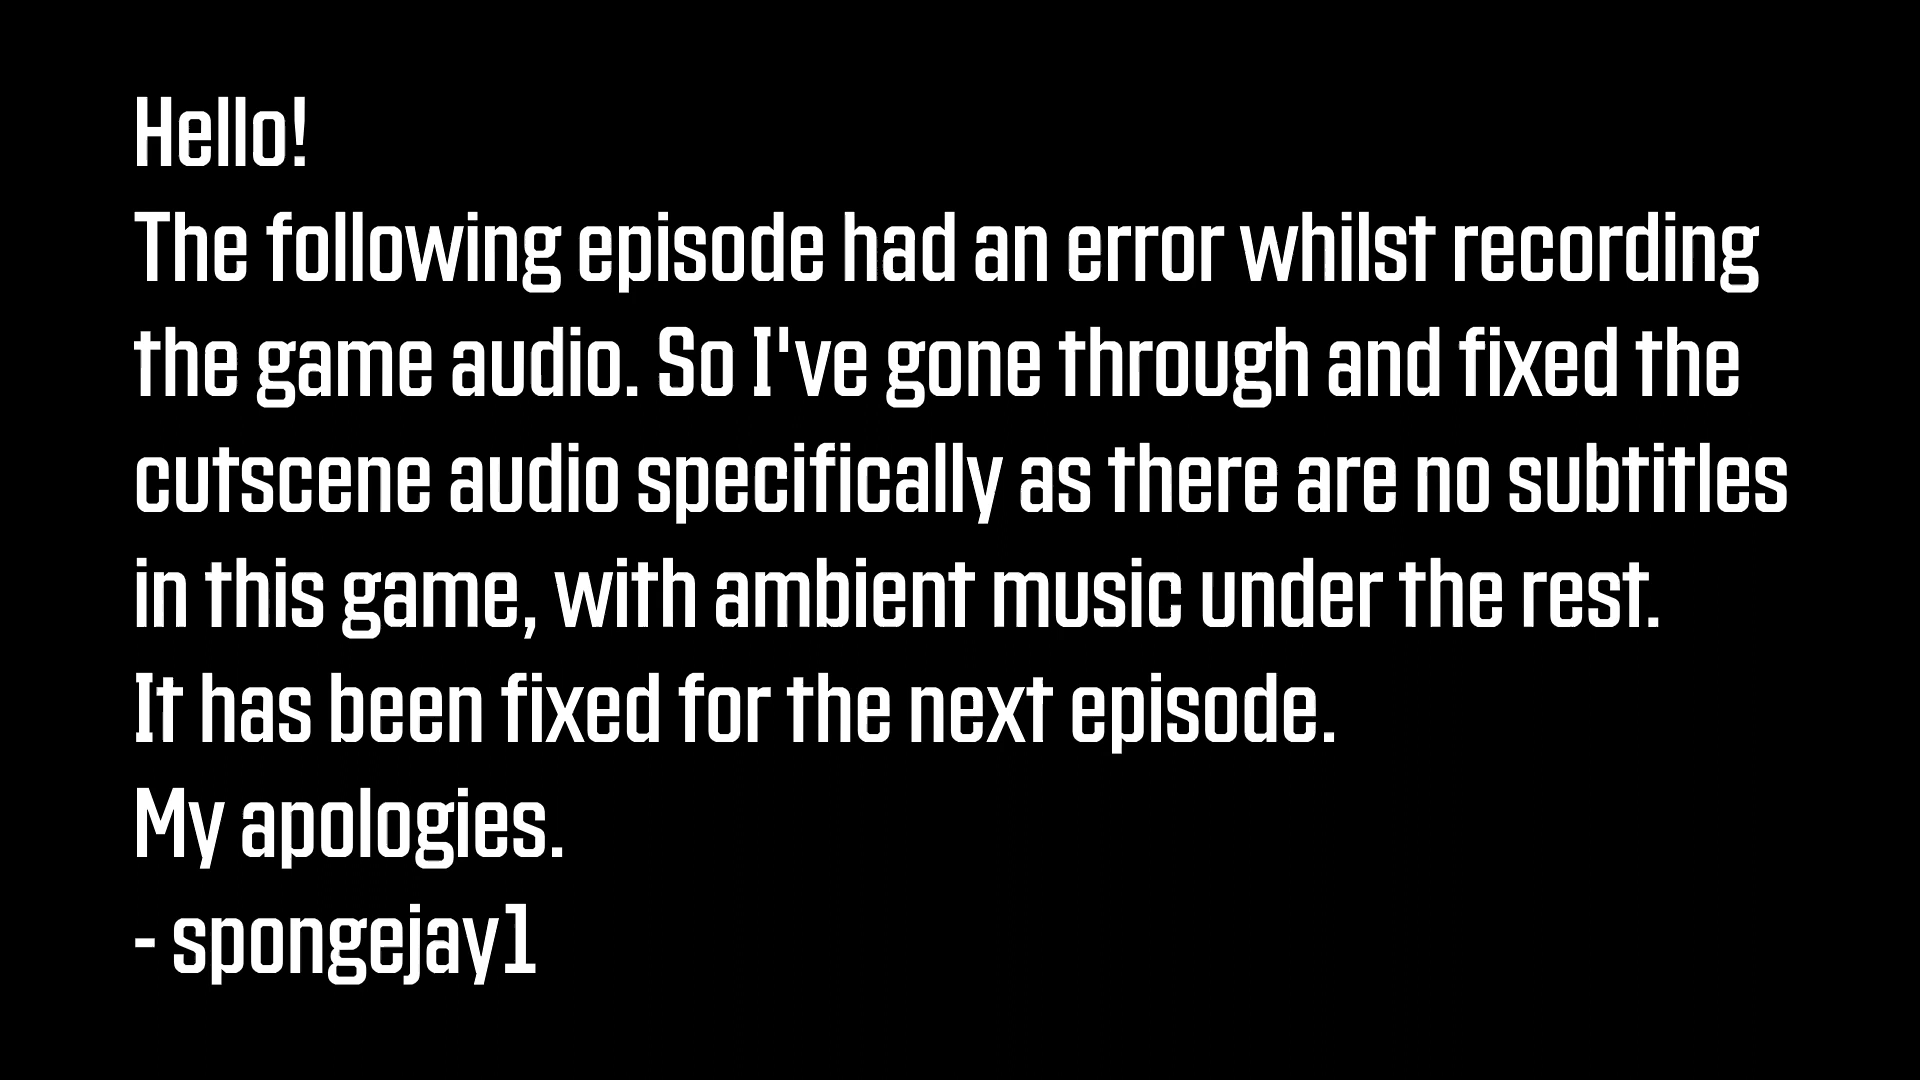 Hello!
The following episode had an error whilst recording
the game audio. So I've gone through and fixed the
cutscene audio specifically as there are no subtitles
in this game, with ambient music under the rest.
It has been fixed for the next episode.
My apologies.
- spongejay1